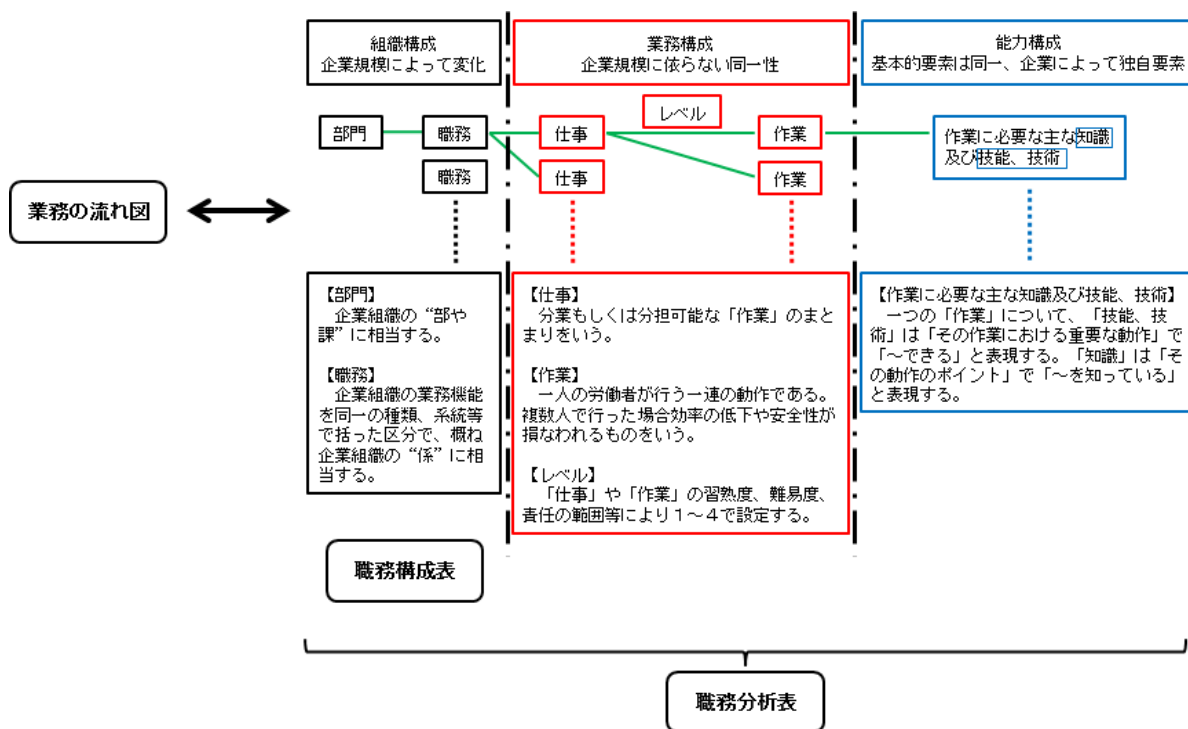 組織構成
企業規模によって変化
業務構成
企業規模に依らない同一性
能力構成
基本的要素は同一、企業によって独自要素
レベル
部門
職務
仕事
作業
作業に必要な主な知識
及び技能、技術
職務
仕事
作業
業務の流れ図
【部門】
企業組織の“部や
課”に相当する。
【職務】
企業組織の業務機能
を同一の種類、系統等
で括った区分で、概ね
企業組織の“係”に相
当する。
【仕事】
分業もしくは分担可能な「作業」のまと
まりをいう。
【作業】
一人の労働者が行う一連の動作である。
複数人で行った場合効率の低下や安全性が
損なわれるものをいう。
【レベル】
「仕事」や「作業」の習熟度、難易度、
責任の範囲等により１～４で設定する。
【作業に必要な主な知識及び技能、技術】
一つの「作業」について、「技能、技
術」は「その作業における重要な動作」で
「～できる」と表現する。「知識」は「そ
の動作のポイント」で「～を知っている」
と表現する。
職務構成表
職務分析表